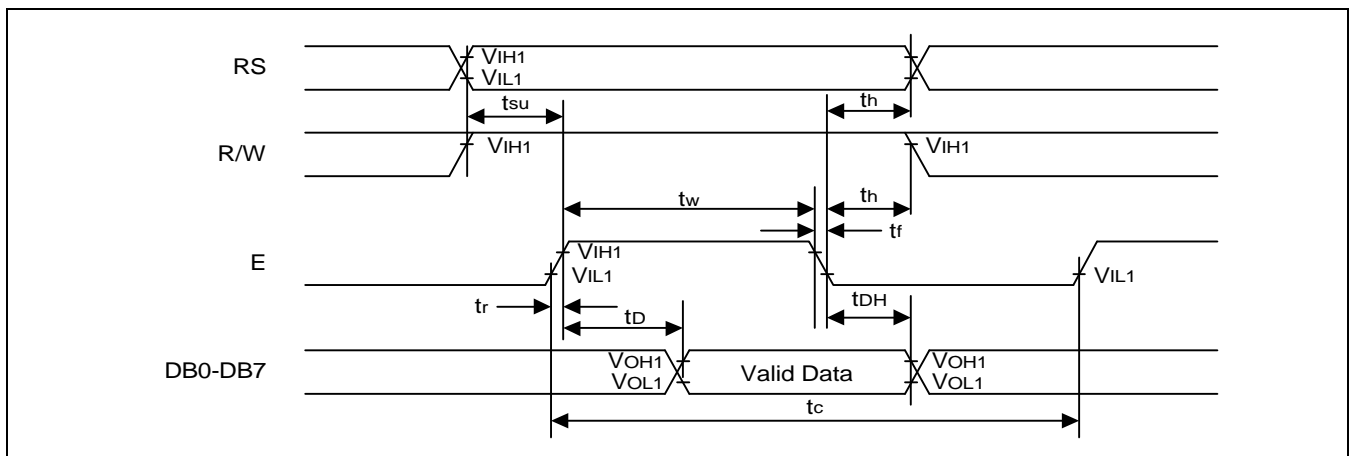 RS
VIH1
VIL1
tsu
th
R/W
VIH1
VIH1
tw
th
tf
E
VIH1
VIL1
VIL1
tr
tD
tDH
DB0-DB7
VOH1
VOL1
Valid Data
VOH1
VOL1
tc